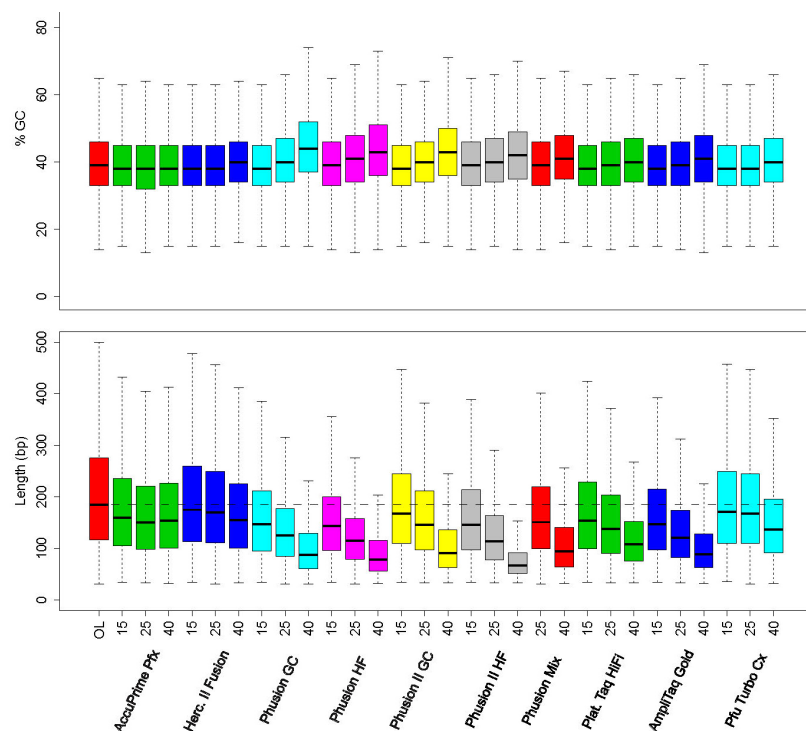 80
60
40
20
0
% GC
500
400
300
200
100
0
Length (bp)
OL 15 25 40 15 25 40 15 25 40 15 25 40 15 25 40 15 25 40 25 40 15 25 40 15 25 40 15 25 40
AccuPrime Pfx
Herc. II Fusion
Phusion GC
Phusion HF
Phusion II GC
Phusion II HF
Phusion Mix
Plat. Taq HiFi
AmpliTaq Gold
Pfu Turbo Cx